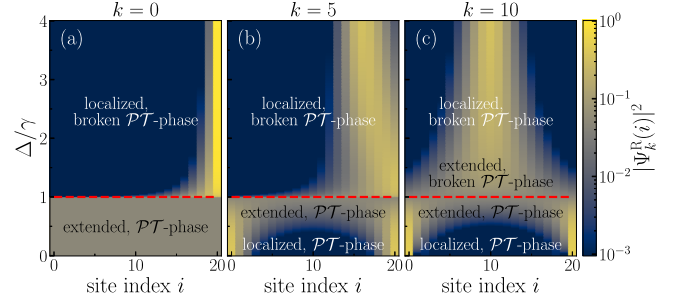 k = 0
k = 5
k = 10
(a)
(b)
(c)
localized,
broken 𝒫𝒯-phase
extended, 𝒫𝒯-phase
localized,
broken 𝒫𝒯-phase
extended, 𝒫𝒯-phase
localized, 𝒫𝒯-phase
localized,
broken 𝒫𝒯-phase
extended,
broken 𝒫𝒯-phase
extended, 𝒫𝒯-phase
localized, 𝒫𝒯-phase
Δ/γ
4
3
2
1
0
0 10 20
0 10 20
0 10 20
site index i
site index i
site index i
10⁰
10⁻¹
10⁻²
10⁻³
|Ψᴿₖ(i)|²